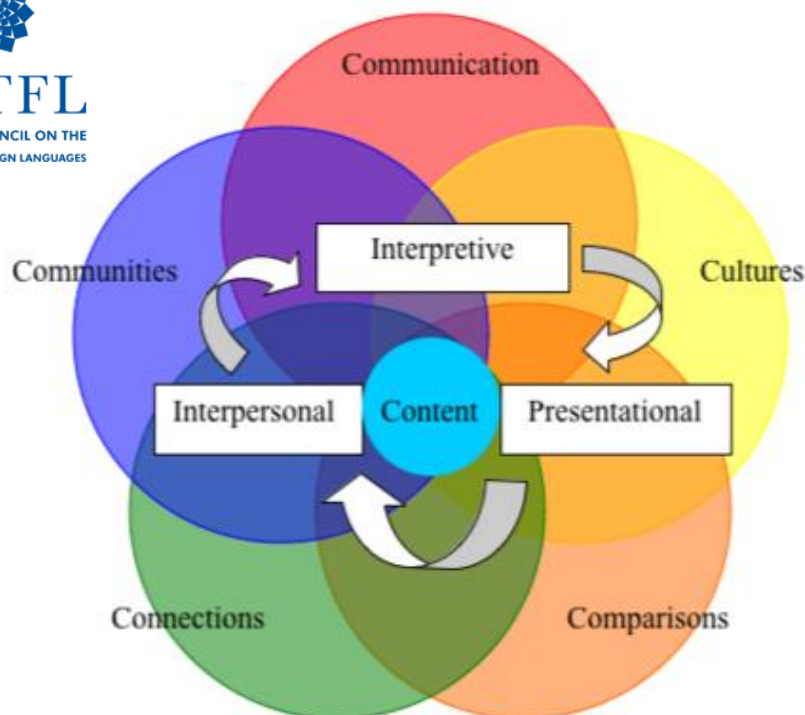 Communication
TFL
NCIL ON THE
GN LANGUAGES
Interpretive
Communities
Cultures
Interpersonal
Content
Presentational
Connections
Comparisons